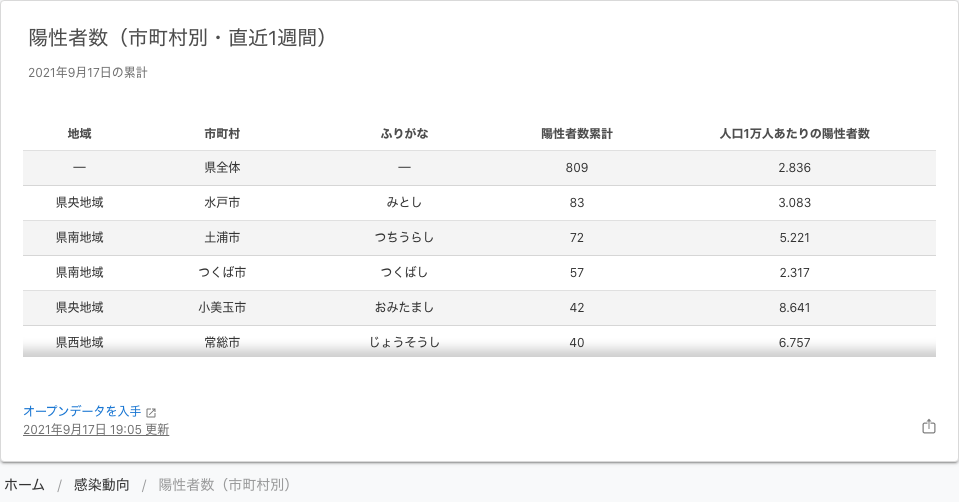 陽性者数（市町村別・直近1週間）
2021年9月17日の累計
地域 市町村 ふりがな 陽性者数累計 人口1万人あたりの陽性者数
― 県全体 ― 809 2.836
県央地域 水戸市 みとし 83 3.083
県南地域 土浦市 つちうらし 72 5.221
県南地域 つくば市 つくばし 57 2.317
県央地域 小美玉市 おみたまし 42 8.641
県西地域 常総市 じょうそうし 40 6.757
オープンデータを入手
2021年9月17日 19:05 更新
ホーム / 感染動向 / 陽性者数（市町村別）